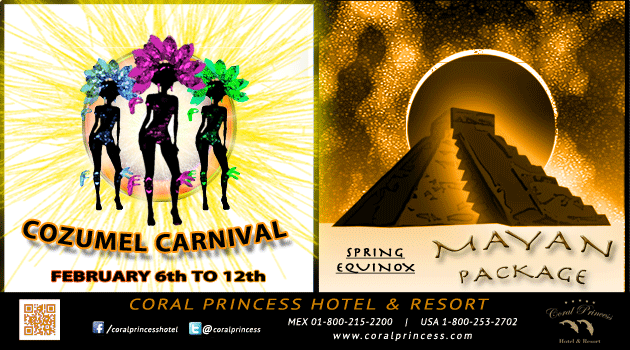 COZUMEL CARNIVAL
FEBRUARY 6th TO 12th
SPRING
EQUINOX
MAYAN
PACKAGE
CORAL PRINCESS HOTEL & RESORT
/coralprincesshotel @coralprincess
MEX 01-800-215-2200 | USA 1-800-253-2702
www.coralprincess.com
Coral Princess
Hotel & Resort